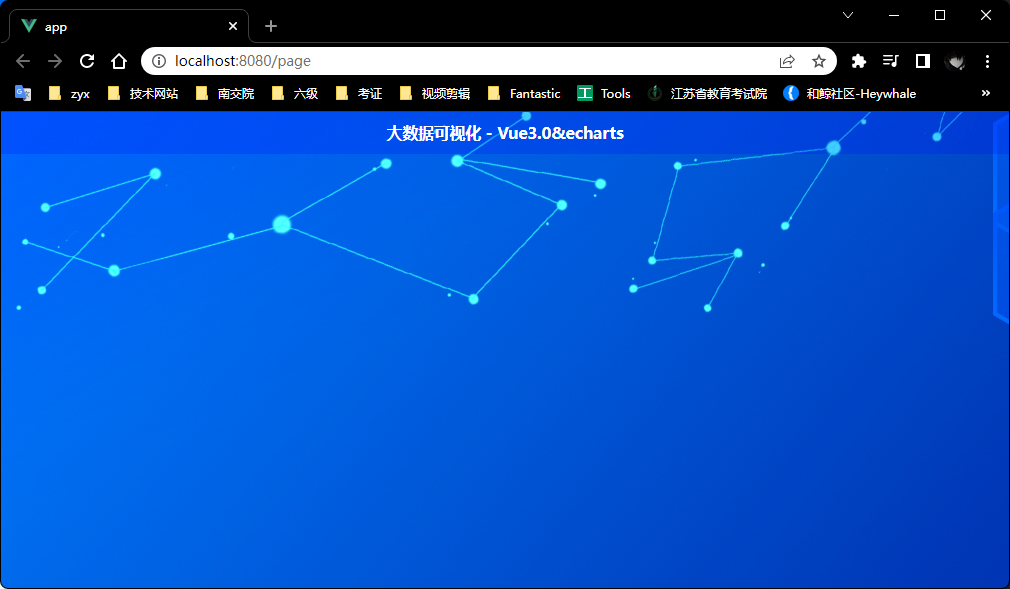 app
localhost:8080/page
zyx 技术网站 南交院 六级 考证 视频剪辑 Fantastic Tools 江苏省教育考试院 和鲸社区-Heywhale »
大数据可视化 - Vue3.0&echarts